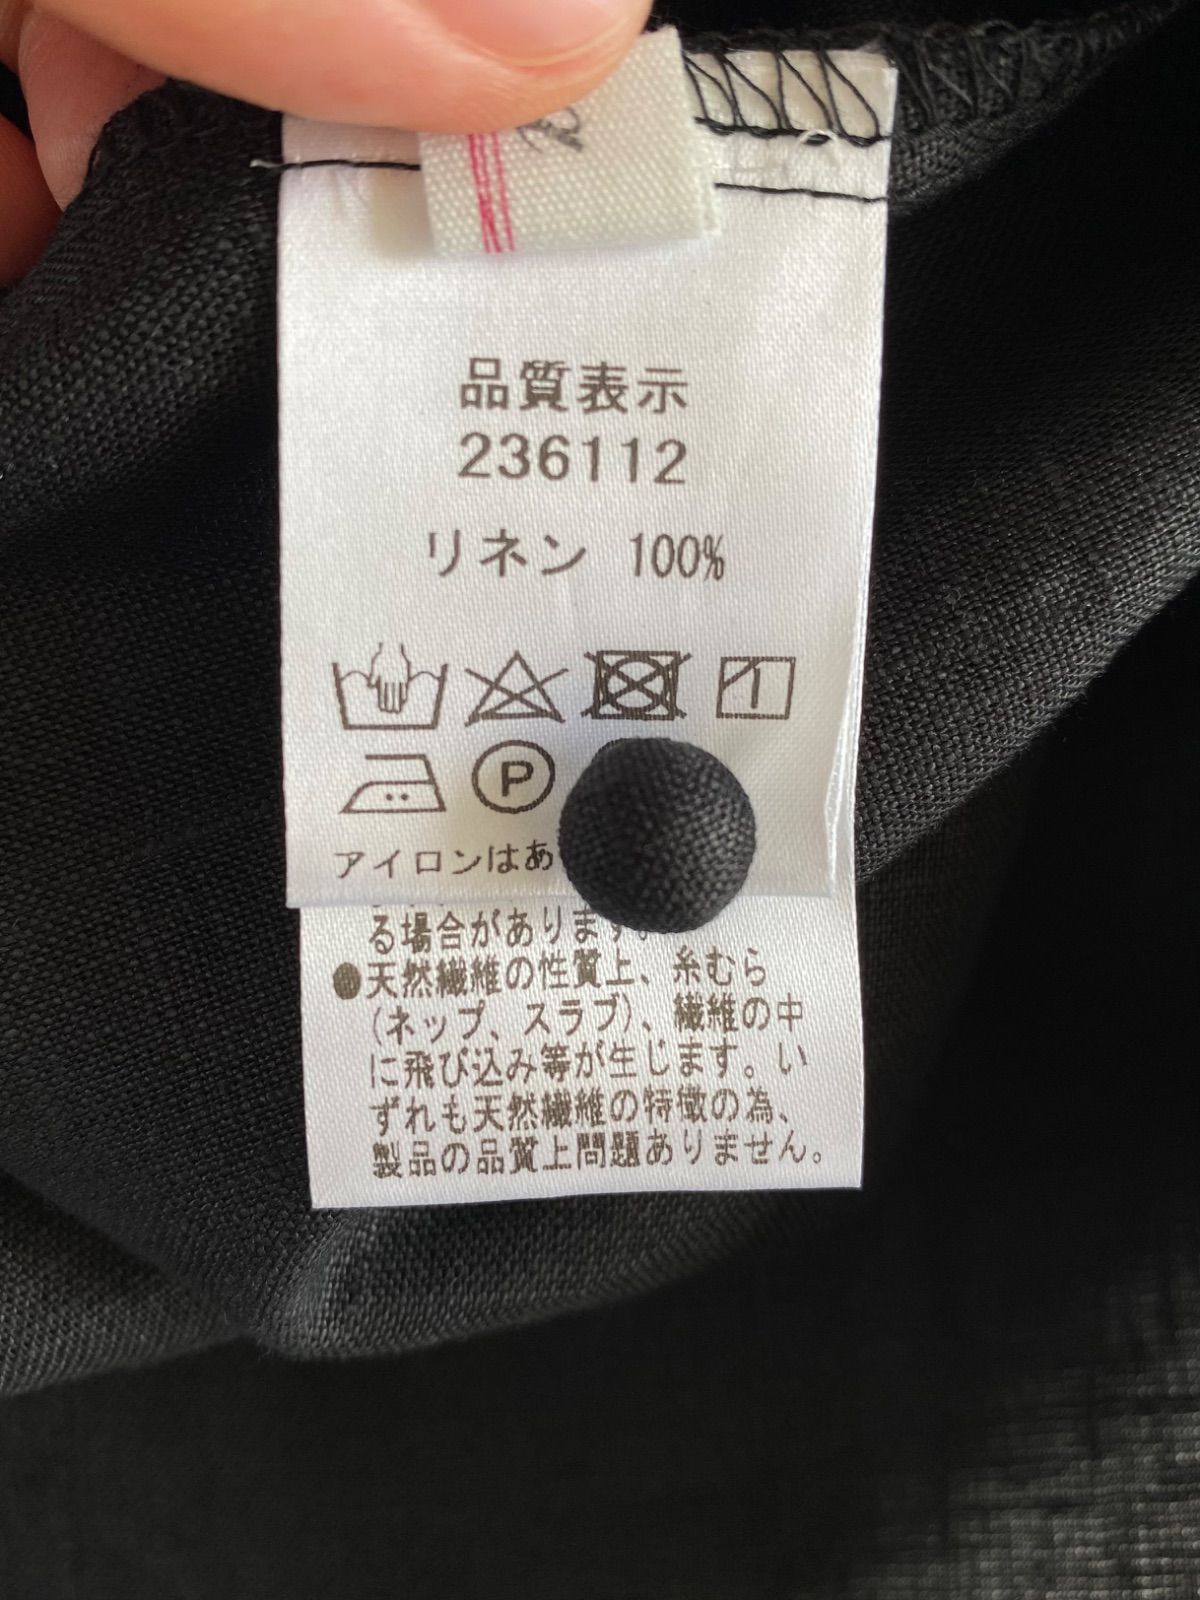 品質表示
236112
リネン 100%
P
アイロンはあ
る場合があります。
●天然繊維の性質上、糸むら
(ネップ、スラブ)、繊維の中
に飛び込み等が生じます。い
ずれも天然繊維の特徴の為、
製品の品質上問題ありません。